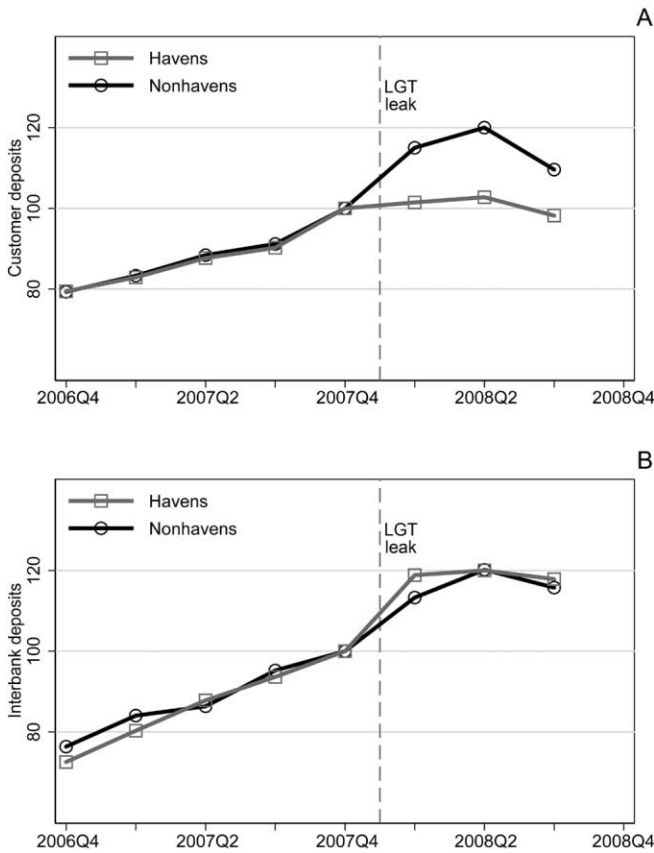 A
Havens
Nonhavens
LGT
leak
Customer deposits
120
100
80
2006Q4 2007Q2 2007Q4 2008Q2 2008Q4
B
Havens
Nonhavens
LGT
leak
Interbank deposits
120
100
80
2006Q4 2007Q2 2007Q4 2008Q2 2008Q4